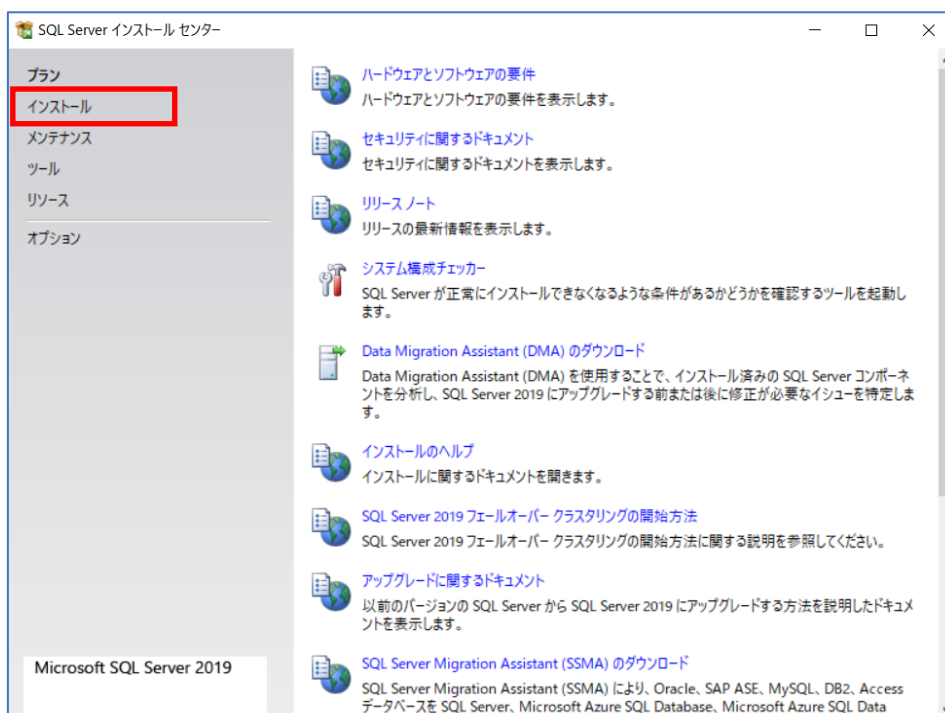 SQL Server インストール センター
プラン
インストール
メンテナンス
ツール
リソース
オプション
Microsoft SQL Server 2019
ハードウェアとソフトウェアの要件
ハードウェアとソフトウェアの要件を表示します。
セキュリティに関するドキュメント
セキュリティに関するドキュメントを表示します。
リリース ノート
リリースの最新情報を表示します。
システム構成チェッカー
SQL Server が正常にインストールできなくなるような条件があるかどうかを確認するツールを起動し
ます。
Data Migration Assistant (DMA) のダウンロード
Data Migration Assistant (DMA) を使用することで、インストール済みの SQL Server コンポーネ
ントを分析し、SQL Server 2019 にアップグレードする前または後に修正が必要なイシューを特定しま
す。
インストールのヘルプ
インストールに関するドキュメントを開きます。
SQL Server 2019 フェールオーバー クラスタリングの開始方法
SQL Server 2019 フェールオーバー クラスタリングの開始方法に関する説明を参照してください。
アップグレードに関するドキュメント
以前のバージョンの SQL Server から SQL Server 2019 にアップグレードする方法を説明したドキュメ
ントを表示します。
SQL Server Migration Assistant (SSMA) のダウンロード
SQL Server Migration Assistant (SSMA) により、Oracle、SAP ASE、MySQL、DB2、Access
データベースを SQL Server、Microsoft Azure SQL Database、Microsoft Azure SQL Data